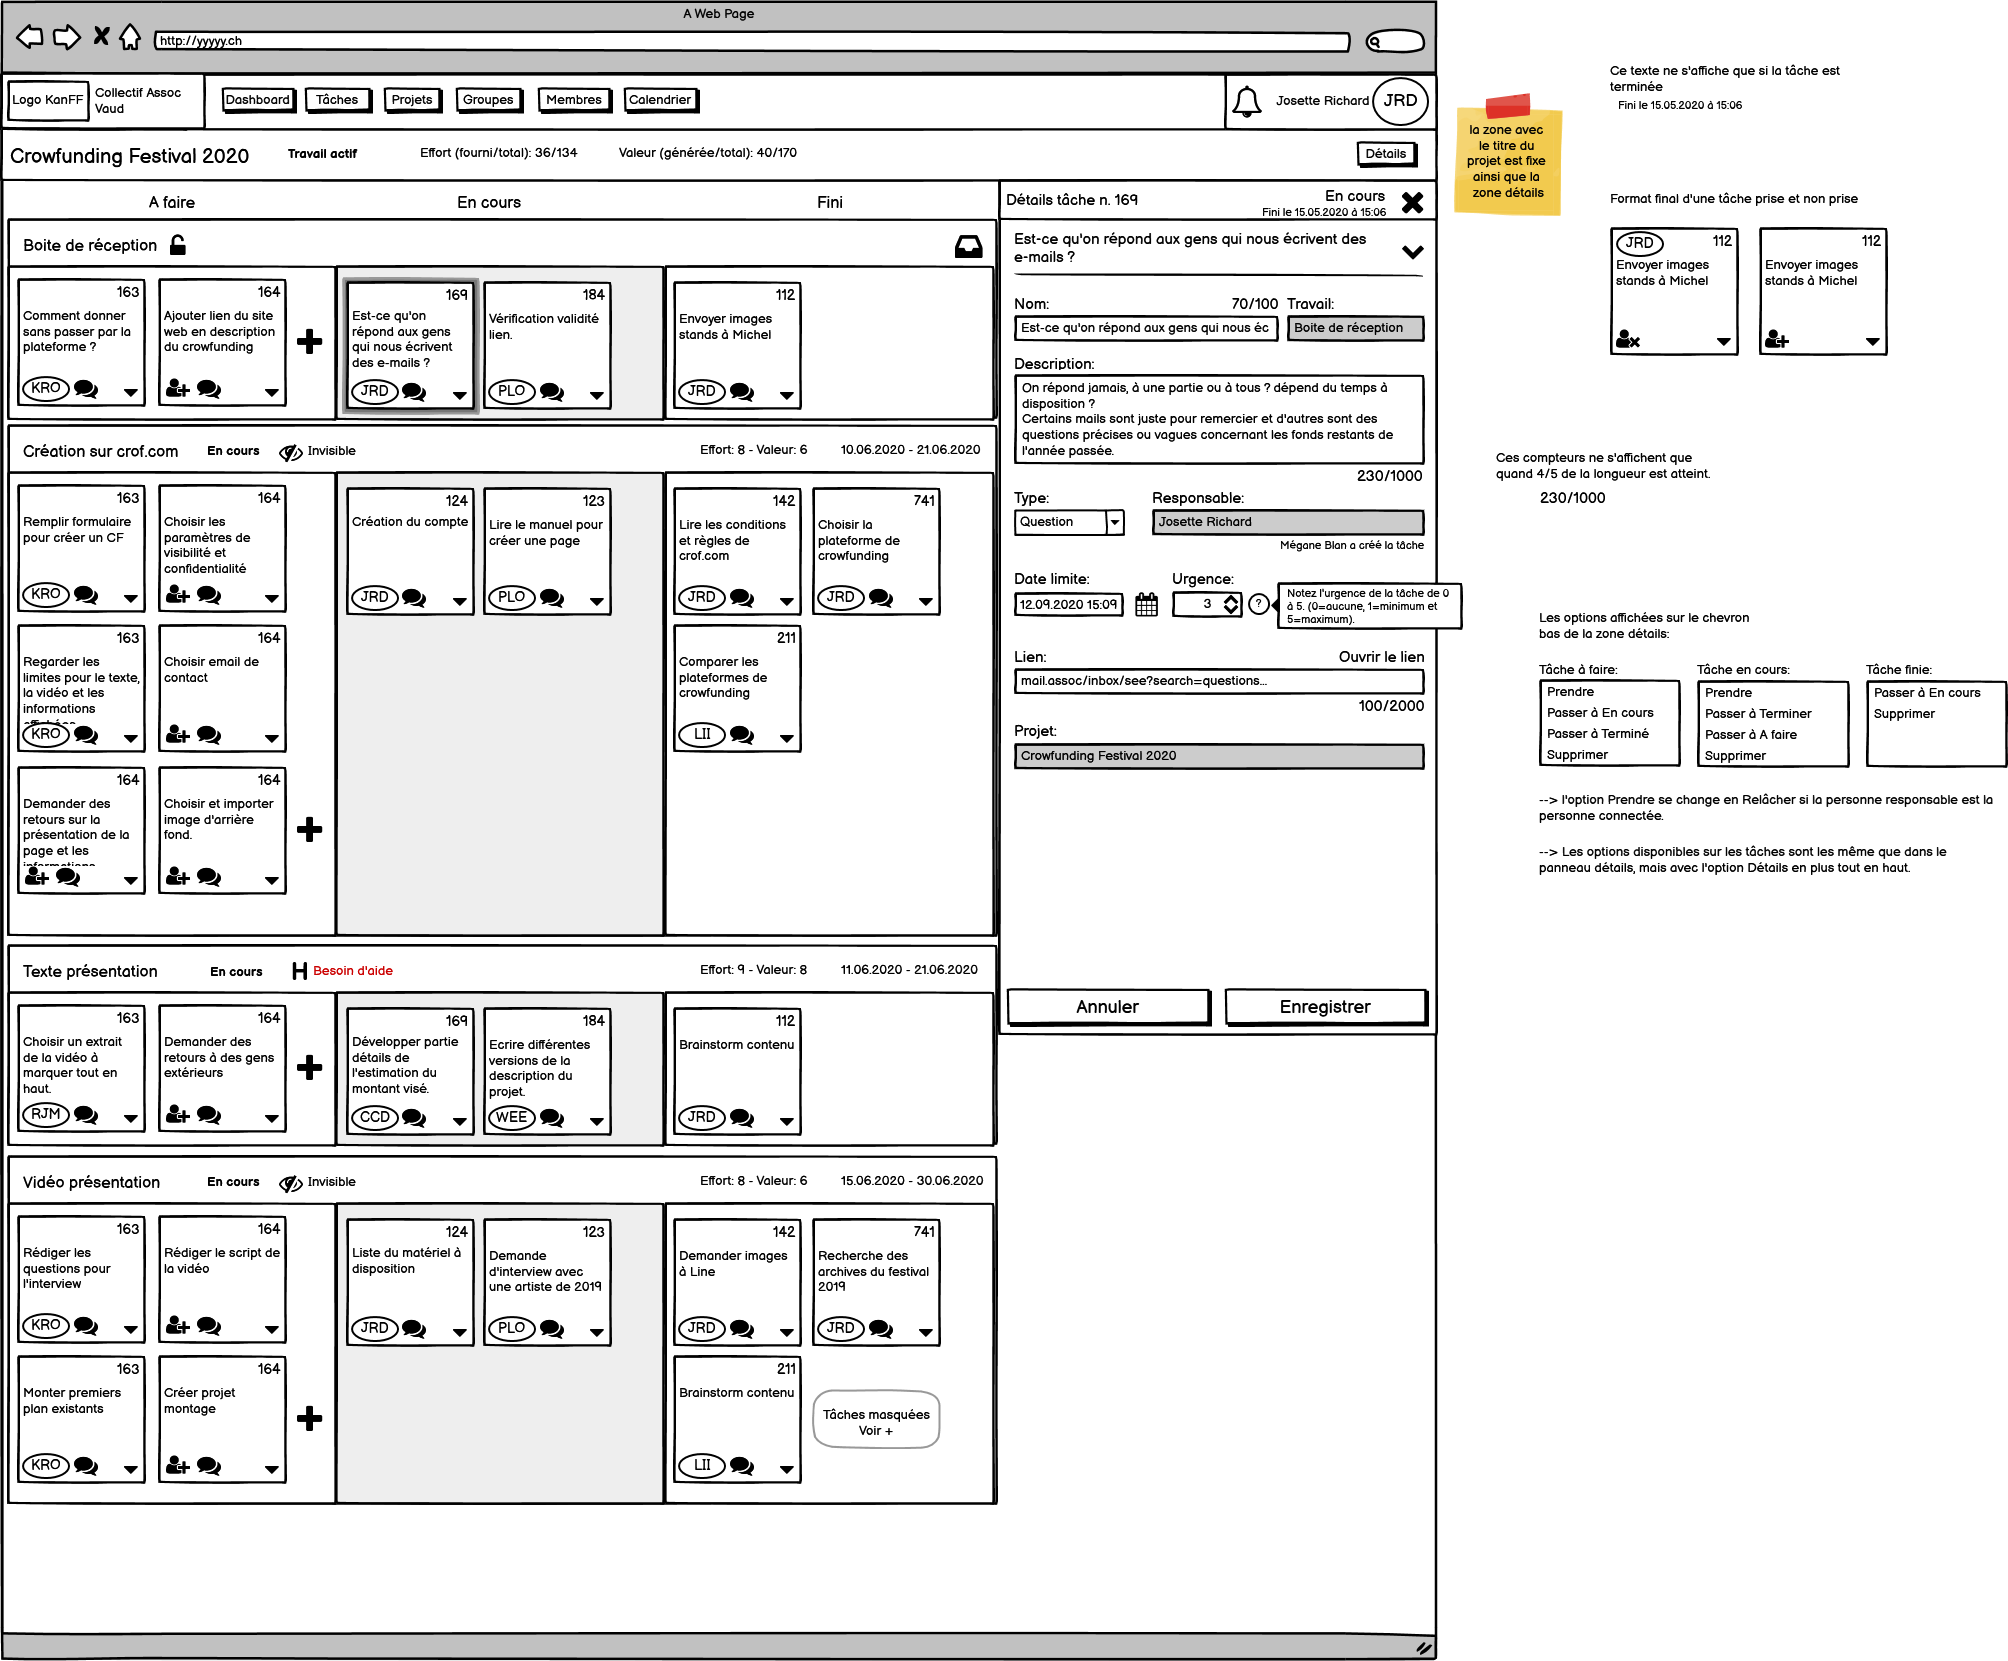 A Web Page
http://yyyyy.ch
Logo KanFF
Collectif Assoc
Vaud
Dashboard
Tâches
Projets
Groupes
Membres
Calendrier
Josette Richard
JRD
Crowfunding Festival 2020
Travail actif
Effort (fourni/total): 36/134
Valeur (générée/total): 40/170
Détails
A faire
En cours
Fini
Boite de réception
163
Comment donner
sans passer par la
plateforme ?
KRO
164
Ajouter lien du site
web en description
du crowfunding
169
Est-ce qu'on
répond aux gens
qui nous écrivent
des e-mails ?
JRD
184
Vérification validité
lien.
PLO
112
Envoyer images
stands à Michel
JRD
Création sur crof.com
En cours
Invisible
Effort: 8 - Valeur: 6
10.06.2020 - 21.06.2020
163
Remplir formulaire
pour créer un CF
KRO
164
Choisir les
paramètres de
visibilité et
confidentialité
124
Création du compte
JRD
123
Lire le manuel pour
créer une page
PLO
142
Lire les conditions
et règles de
crof.com
JRD
741
Choisir la
plateforme de
crowfunding
JRD
163
Regarder les
limites pour le texte,
la vidéo et les
informations
affichées
KRO
164
Choisir email de
contact
211
Comparer les
plateformes de
crowfunding
LII
164
Demander des
retours sur la
présentation de la
page et les
informations
164
Choisir et importer
image d'arrière
fond.
Texte présentation
En cours
H Besoin d'aide
Effort: 9 - Valeur: 8
11.06.2020 - 21.06.2020
163
Choisir un extrait
de la vidéo à
marquer tout en
haut.
RJM
164
Demander des
retours à des gens
extérieurs
169
Développer partie
détails de
l'estimation du
montant visé.
CCD
184
Ecrire différentes
versions de la
description du
projet.
WEE
112
Brainstorm contenu
JRD
Vidéo présentation
En cours
Invisible
Effort: 8 - Valeur: 6
15.06.2020 - 30.06.2020
163
Rédiger les
questions pour
l'interview
KRO
164
Rédiger le script de
la vidéo
124
Liste du matériel à
disposition
JRD
123
Demande
d'interview avec
une artiste de 2019
PLO
142
Demander images
à Line
JRD
741
Recherche des
archives du festival
2019
JRD
163
Monter premiers
plan existants
KRO
164
Créer projet
montage
211
Brainstorm contenu
LII
Tâches masquées
Voir +
Détails tâche n. 169
En cours
Fini le 15.05.2020 à 15:06
Est-ce qu'on répond aux gens qui nous écrivent des
e-mails ?
Nom:
70/100
Travail:
Est-ce qu'on répond aux gens qui nous éc
Boite de réception
Description:
On répond jamais, à une partie ou à tous ? dépend du temps à
disposition ?
Certains mails sont juste pour remercier et d'autres sont des
questions précises ou vagues concernant les fonds restants de
l'année passée.
230/1000
Type:
Responsable:
Question
Josette Richard
Mégane Blan a créé la tâche
Date limite:
Urgence:
12.09.2020 15:09
3
?
Notez l'urgence de la tâche de 0
à 5. (0=aucune, 1=minimum et
5=maximum).
Lien:
Ouvrir le lien
mail.assoc/inbox/see?search=questions...
100/2000
Projet:
Crowfunding Festival 2020
Annuler
Enregistrer
la zone avec
le titre du
projet est fixe
ainsi que la
zone détails
Ce texte ne s'affiche que si la tâche est
terminée
Fini le 15.05.2020 à 15:06
Format final d'une tâche prise et non prise
JRD
112
Envoyer images
stands à Michel
112
Envoyer images
stands à Michel
Ces compteurs ne s'affichent que
quand 4/5 de la longueur est atteint.
230/1000
Les options affichées sur le chevron
bas de la zone détails:
Tâche à faire:
Prendre
Passer à En cours
Passer à Terminé
Supprimer
Tâche en cours:
Prendre
Passer à Terminer
Passer à A faire
Supprimer
Tâche finie:
Passer à En cours
Supprimer
--> l'option Prendre se change en Relâcher si la personne responsable est la
personne connectée.
--> Les options disponibles sur les tâches sont les même que dans le
panneau détails, mais avec l'option Détails en plus tout en haut.